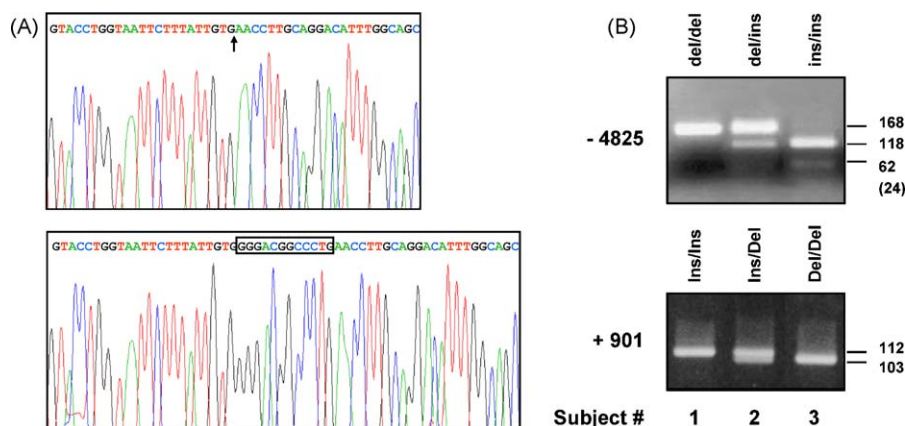 (A)
GTACCTGGTAATTCTTTATTGTGAACCTTGCAGGACATTTGGCAGC
GTACCTGGTAATTCTTTATTGTGGGGACGGCCCTGAACCTTGCAGGACATTTGGCAGC
(B)
del/del del/ins ins/ins
- 4825
168
118
62
(24)
Ins/Ins Ins/Del Del/Del
+ 901
112
103
Subject # 1 2 3